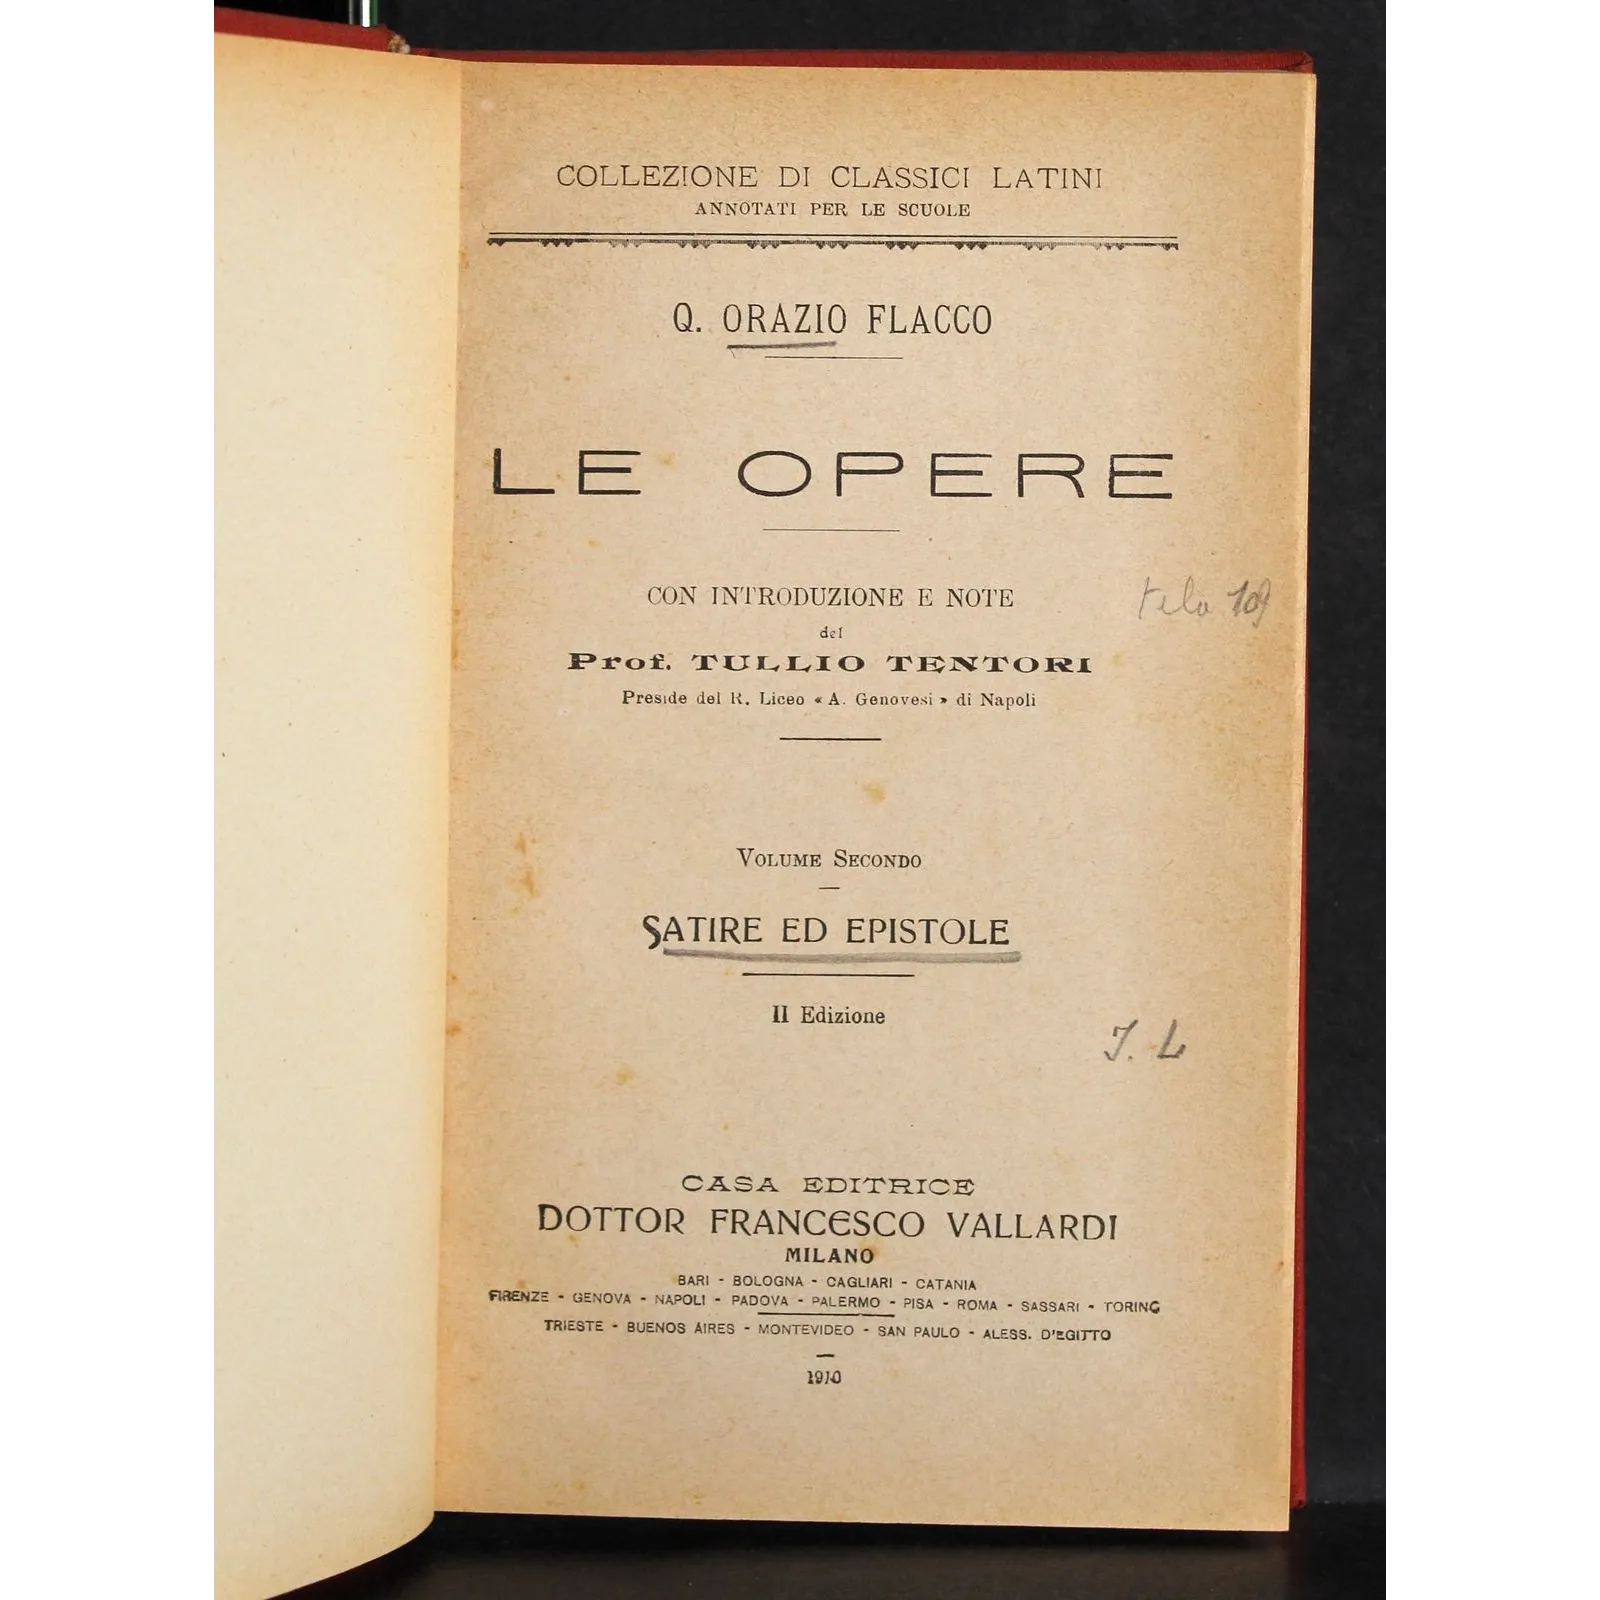 COLLEZIONE DI CLASSICI LATINI
ANNOTATI PER LE SCUOLE
Q. ORAZIO FLACCO
LE OPERE
CON INTRODUZIONE E NOTE
del
Prof. TULLIO TENTORI
Preside del R. Liceo « A. Genovesi » di Napoli
VOLUME SECONDO
SATIRE ED EPISTOLE
II Edizione
J. L
CASA EDITRICE
DOTTOR FRANCESCO VALLARDI
MILANO
BARI - BOLOGNA - CAGLIARI - CATANIA
FIRENZE - GENOVA - NAPOLI - PADOVA - PALERMO - PISA - ROMA - SASSARI - TORINO
TRIESTE - BUENOS AIRES - MONTEVIDEO - SAN PAULO - ALESS. D'EGITTO
1910